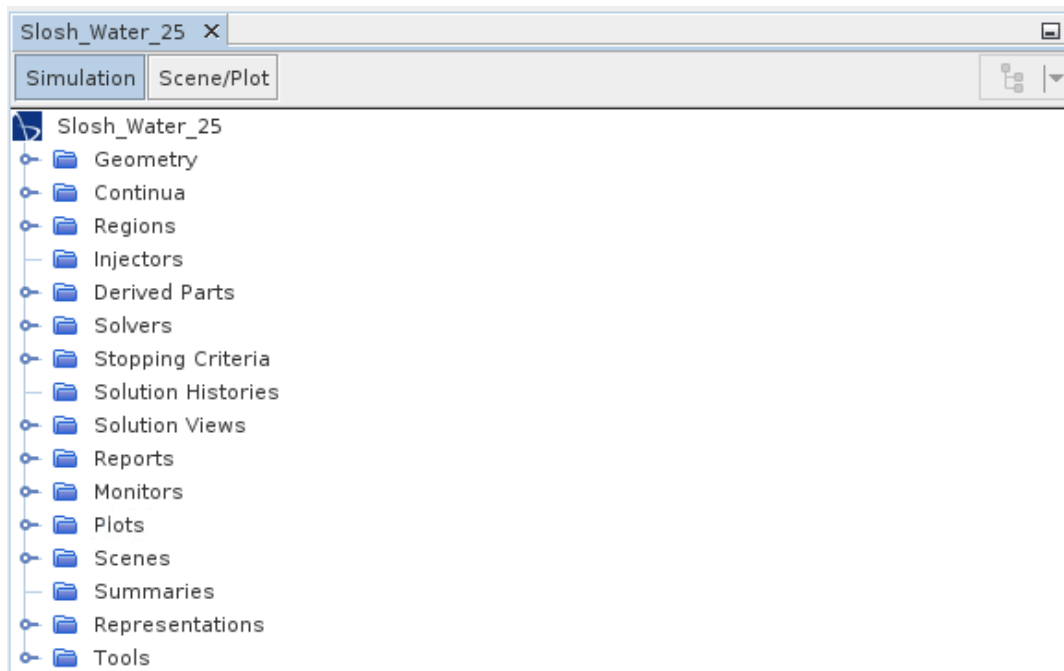 Slosh_Water_25
Simulation Scene/Plot
Slosh_Water_25
Geometry
Continua
Regions
Injectors
Derived Parts
Solvers
Stopping Criteria
Solution Histories
Solution Views
Reports
Monitors
Plots
Scenes
Summaries
Representations
Tools